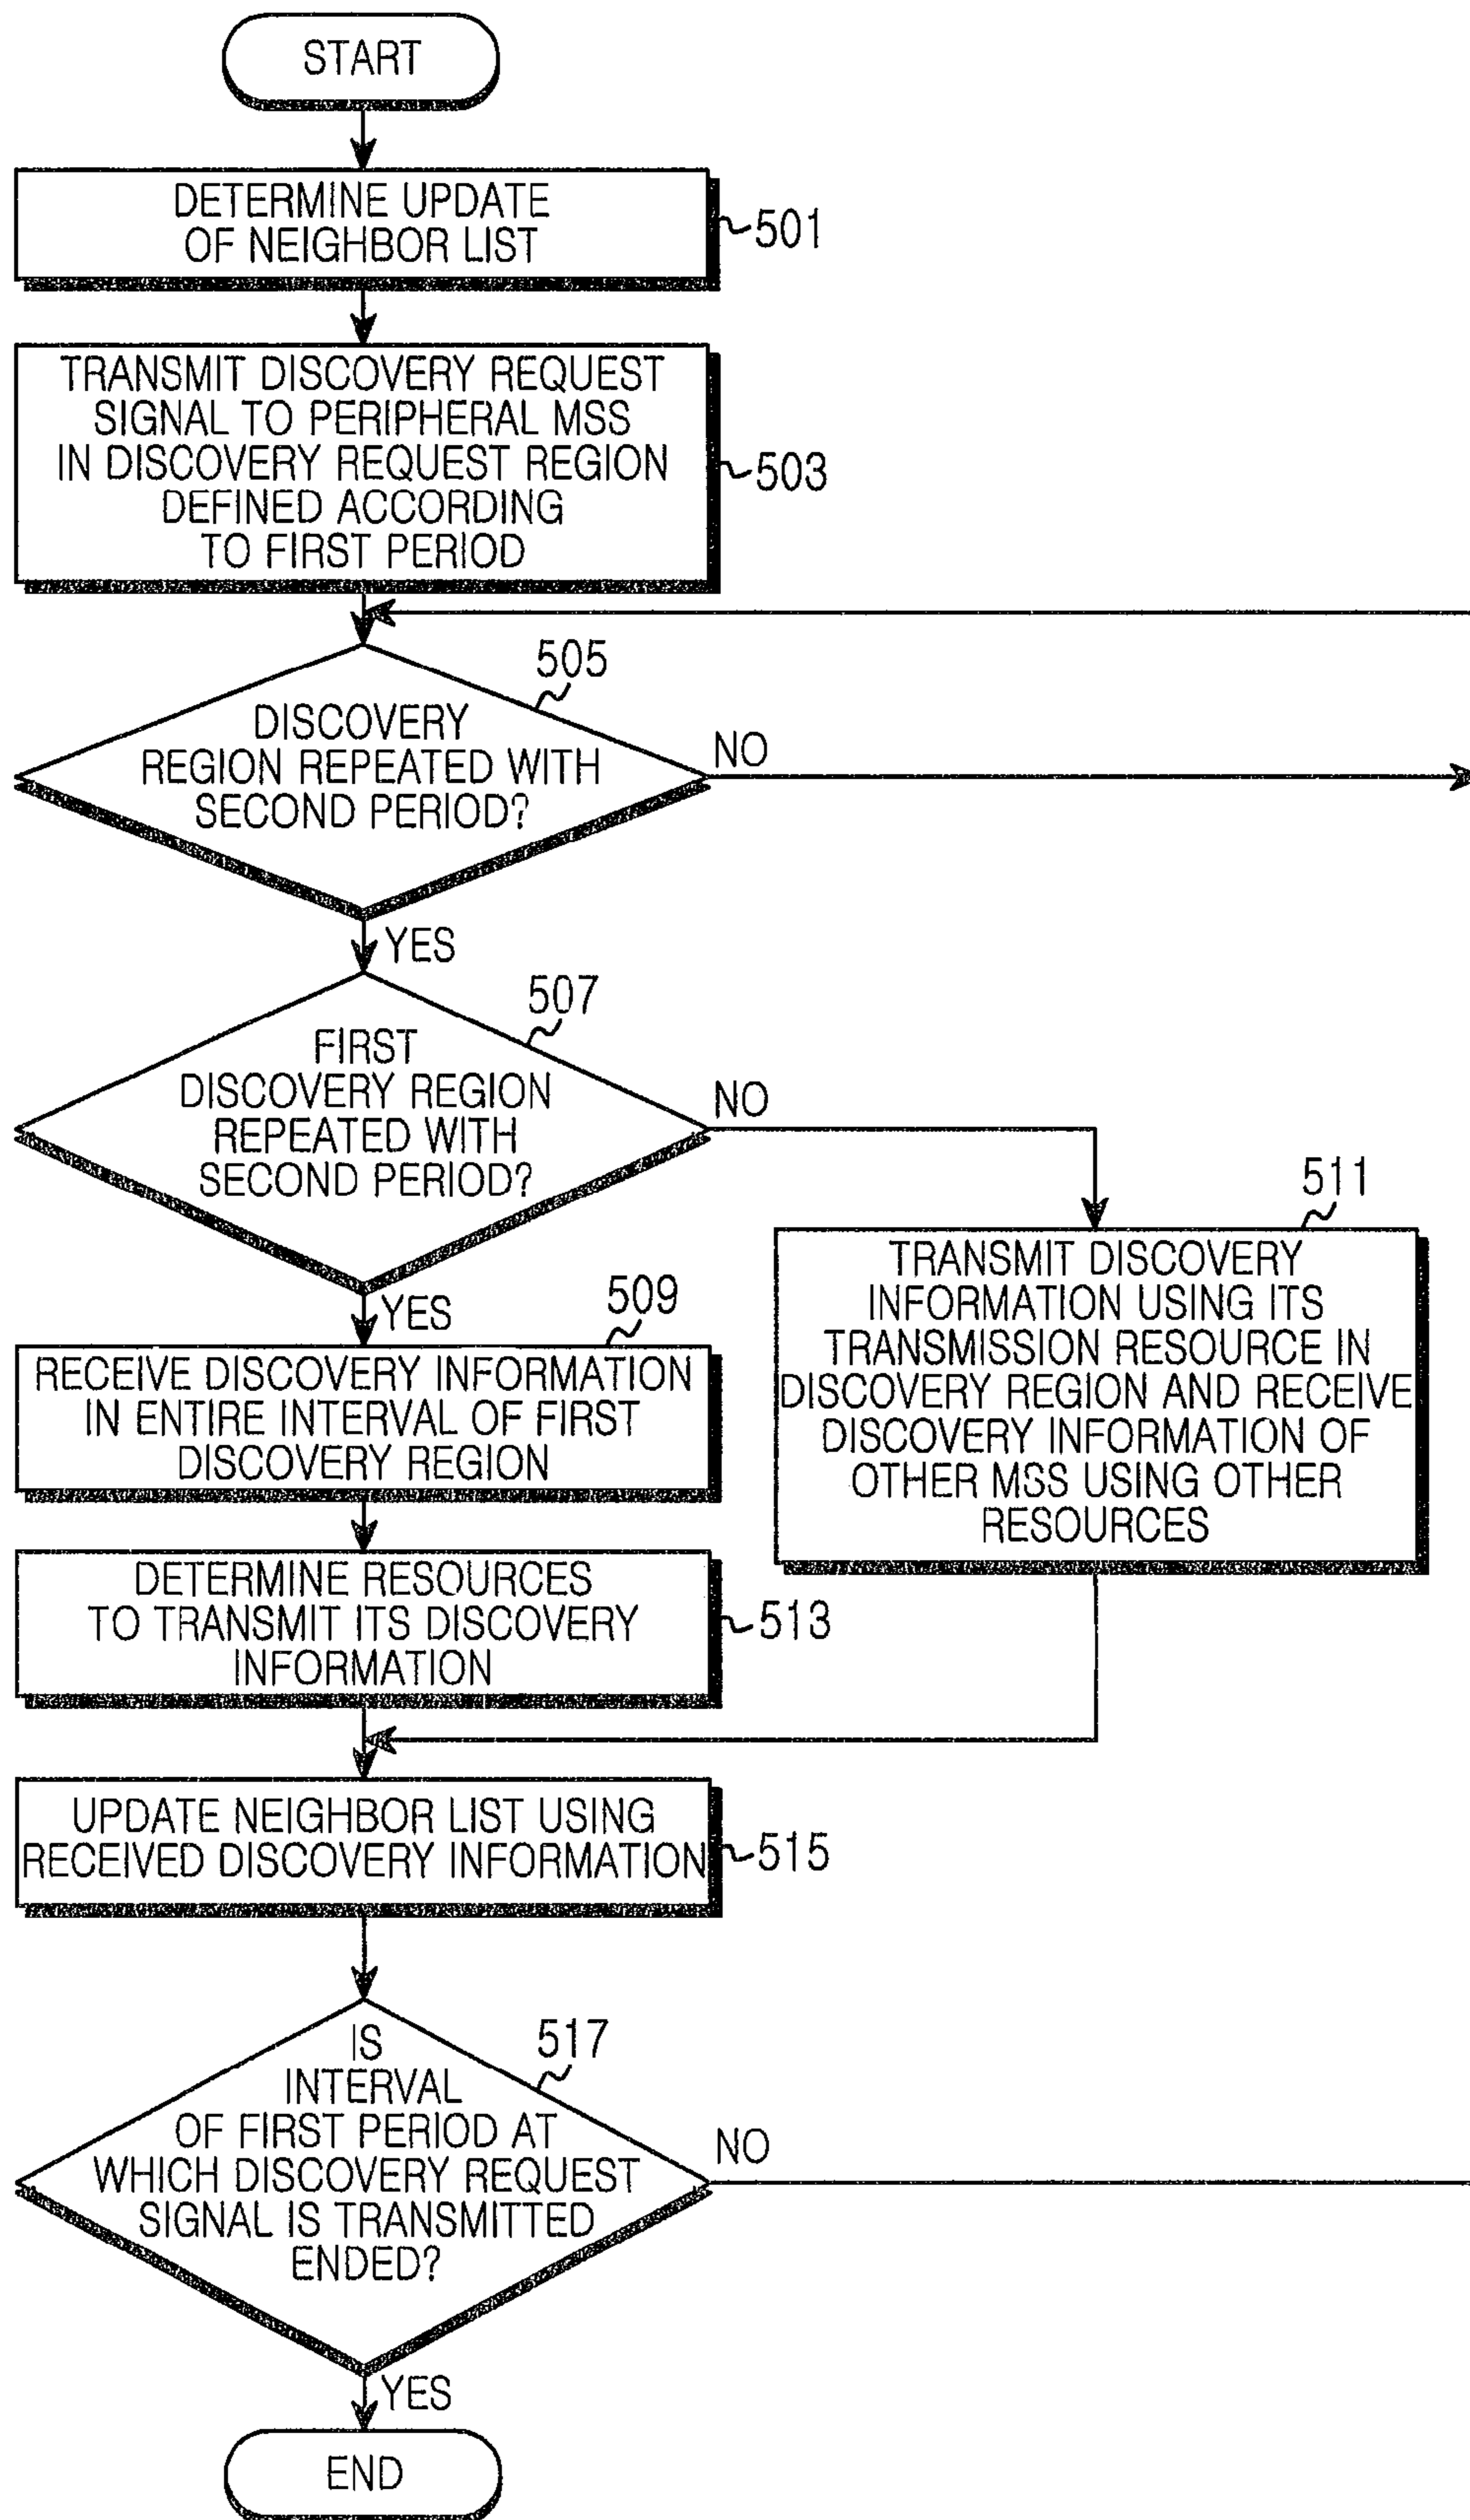 START
DETERMINE UPDATE
OF NEIGHBOR LIST
501
TRANSMIT DISCOVERY REQUEST
SIGNAL TO PERIPHERAL MSS
IN DISCOVERY REQUEST REGION
DEFINED ACCORDING
TO FIRST PERIOD
503
505
DISCOVERY
REGION REPEATED WITH
SECOND PERIOD?
NO
YES
507
FIRST
DISCOVERY REGION
REPEATED WITH
SECOND PERIOD?
NO
YES
509
RECEIVE DISCOVERY INFORMATION
IN ENTIRE INTERVAL OF FIRST
DISCOVERY REGION
511
TRANSMIT DISCOVERY
INFORMATION USING ITS
TRANSMISSION RESOURCE IN
DISCOVERY REGION AND RECEIVE
DISCOVERY INFORMATION OF
OTHER MSS USING OTHER
RESOURCES
DETERMINE RESOURCES
TO TRANSMIT ITS DISCOVERY
INFORMATION
513
UPDATE NEIGHBOR LIST USING
RECEIVED DISCOVERY INFORMATION
515
517
IS
INTERVAL
OF FIRST PERIOD AT
WHICH DISCOVERY REQUEST
SIGNAL IS TRANSMITTED
ENDED?
NO
YES
END